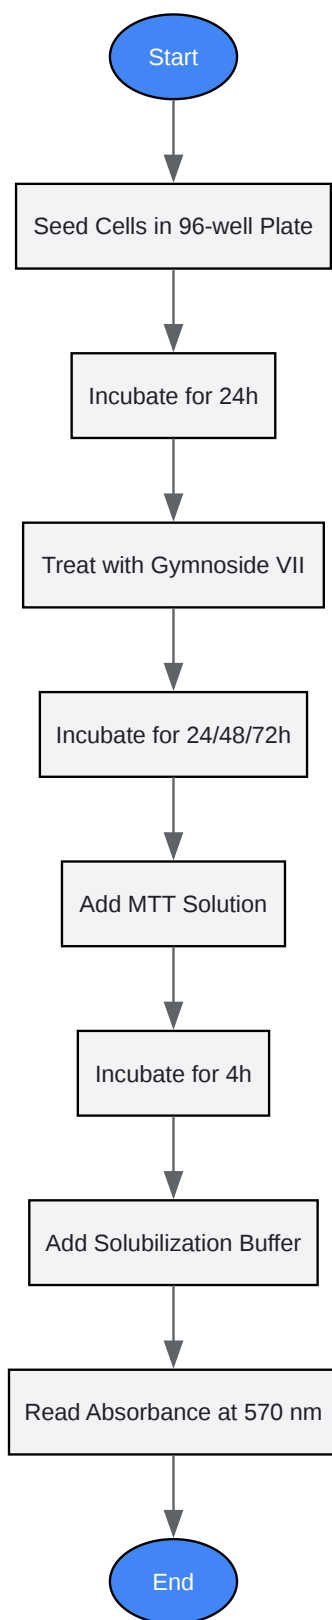 Start
Seed Cells in 96-well Plate
Incubate for 24h
Treat with Gymnoside VII
Incubate for 24/48/72h
Add MTT Solution
Incubate for 4h
Add Solubilization Buffer
Read Absorbance at 570 nm
End